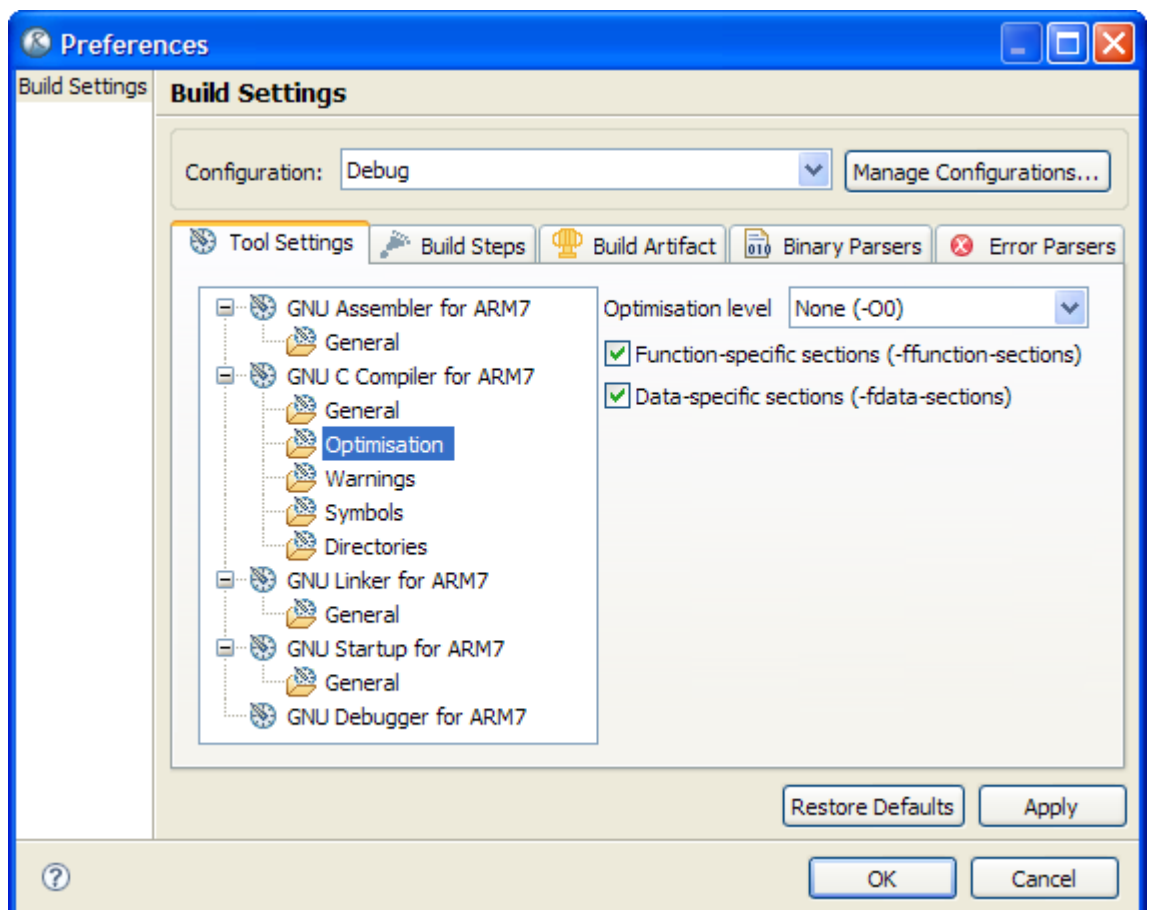 Preferences
Build Settings
Build Settings
Configuration: Debug Manage Configurations...
Tool Settings Build Steps Build Artifact 010 Binary Parsers Error Parsers
GNU Assembler for ARM7
General
GNU C Compiler for ARM7
General
Optimisation
Warnings
Symbols
Directories
GNU Linker for ARM7
General
GNU Startup for ARM7
General
GNU Debugger for ARM7
Optimisation level None (-O0)
Function-specific sections (-ffunction-sections)
Data-specific sections (-fdata-sections)
Restore Defaults Apply
? OK Cancel